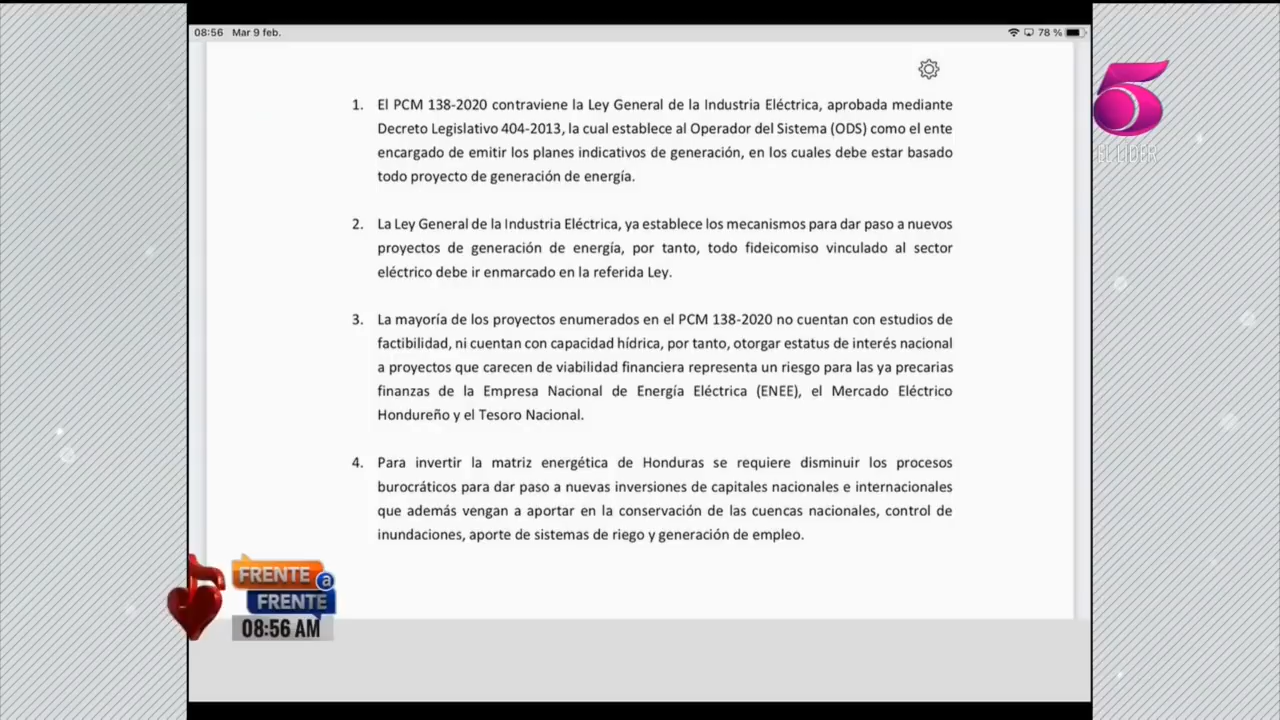 08:56 Mar 9 feb.
78 %
1. El PCM 138-2020 contraviene la Ley General de la Industria Eléctrica, aprobada mediante
Decreto Legislativo 404-2013, la cual establece al Operador del Sistema (ODS) como el ente
encargado de emitir los planes indicativos de generación, en los cuales debe estar basado
todo proyecto de generación de energía.
2. La Ley General de la Industria Eléctrica, ya establece los mecanismos para dar paso a nuevos
proyectos de generación de energía, por tanto, todo fideicomiso vinculado al sector
eléctrico debe ir enmarcado en la referida Ley.
3. La mayoría de los proyectos enumerados en el PCM 138-2020 no cuentan con estudios de
factibilidad, ni cuentan con capacidad hídrica, por tanto, otorgar estatus de interés nacional
a proyectos que carecen de viabilidad financiera representa un riesgo para las ya precarias
finanzas de la Empresa Nacional de Energía Eléctrica (ENEE), el Mercado Eléctrico
Hondureño y el Tesoro Nacional.
4. Para invertir la matriz energética de Honduras se requiere disminuir los procesos
burocráticos para dar paso a nuevas inversiones de capitales nacionales e internacionales
que además vengan a aportar en la conservación de las cuencas nacionales, control de
inundaciones, aporte de sistemas de riego y generación de empleo.
5
EL LIDER
FRENTE a
FRENTE
08:56 AM